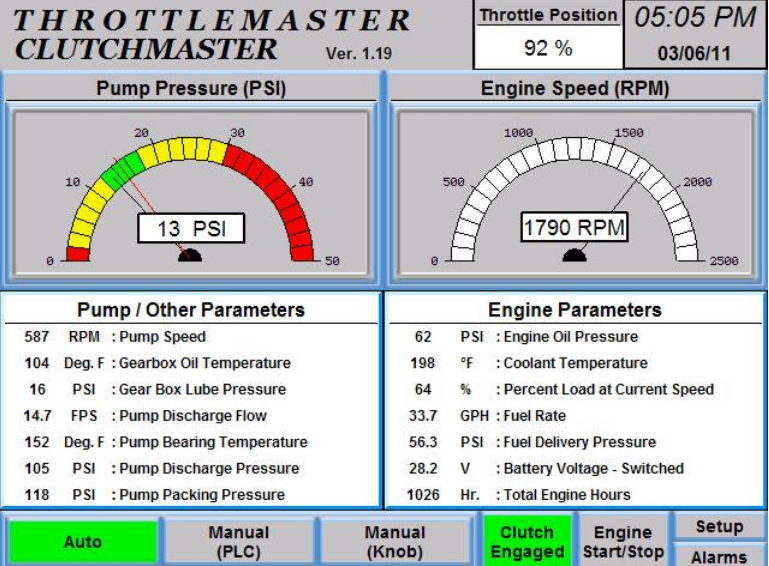 THROTTLEMASTER
CLUTCHMASTER Ver. 1.19
Throttle Position
92 %
05:05 PM
03/06/11
Pump Pressure (PSI)
0
10
20
30
40
50
13 PSI
Engine Speed (RPM)
0
500
1000
1500
2000
2500
1790 RPM
Pump / Other Parameters
587 RPM : Pump Speed
104 Deg. F : Gearbox Oil Temperature
16 PSI : Gear Box Lube Pressure
14.7 FPS : Pump Discharge Flow
152 Deg. F : Pump Bearing Temperature
105 PSI : Pump Discharge Pressure
118 PSI : Pump Packing Pressure
Engine Parameters
62 PSI : Engine Oil Pressure
198 °F : Coolant Temperature
64 % : Percent Load at Current Speed
33.7 GPH : Fuel Rate
56.3 PSI : Fuel Delivery Pressure
28.2 V : Battery Voltage - Switched
1026 Hr. : Total Engine Hours
Auto
Manual
(PLC)
Manual
(Knob)
Clutch
Engaged
Engine
Start/Stop
Setup
Alarms